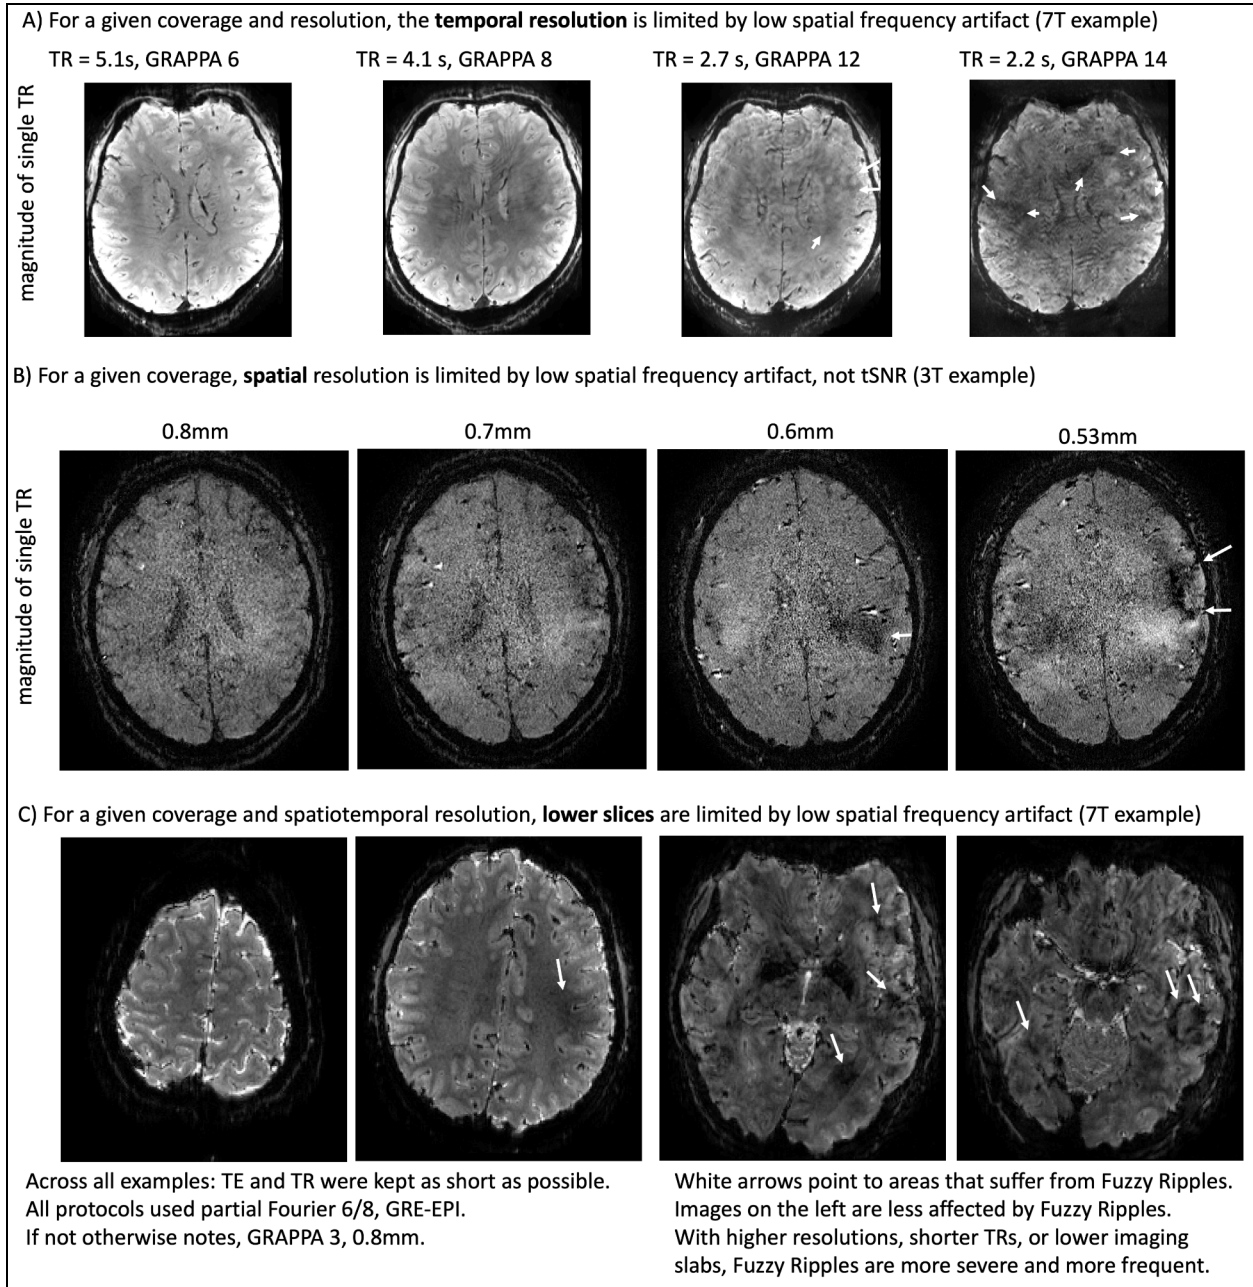 A) For a given coverage and resolution, the temporal resolution is limited by low spatial frequency artifact (7T example)
TR = 5.1s, GRAPPA 6
TR = 4.1 s, GRAPPA 8
TR = 2.7 s, GRAPPA 12
TR = 2.2 s, GRAPPA 14
magnitude of single TR
B) For a given coverage, spatial resolution is limited by low spatial frequency artifact, not tSNR (3T example)
0.8mm
0.7mm
0.6mm
0.53mm
magnitude of single TR
C) For a given coverage and spatiotemporal resolution, lower slices are limited by low spatial frequency artifact (7T example)
Across all examples: TE and TR were kept as short as possible.
All protocols used partial Fourier 6/8, GRE-EPI.
If not otherwise notes, GRAPPA 3, 0.8mm.
White arrows point to areas that suffer from Fuzzy Ripples.
Images on the left are less affected by Fuzzy Ripples.
With higher resolutions, shorter TRs, or lower imaging
slabs, Fuzzy Ripples are more severe and more frequent.